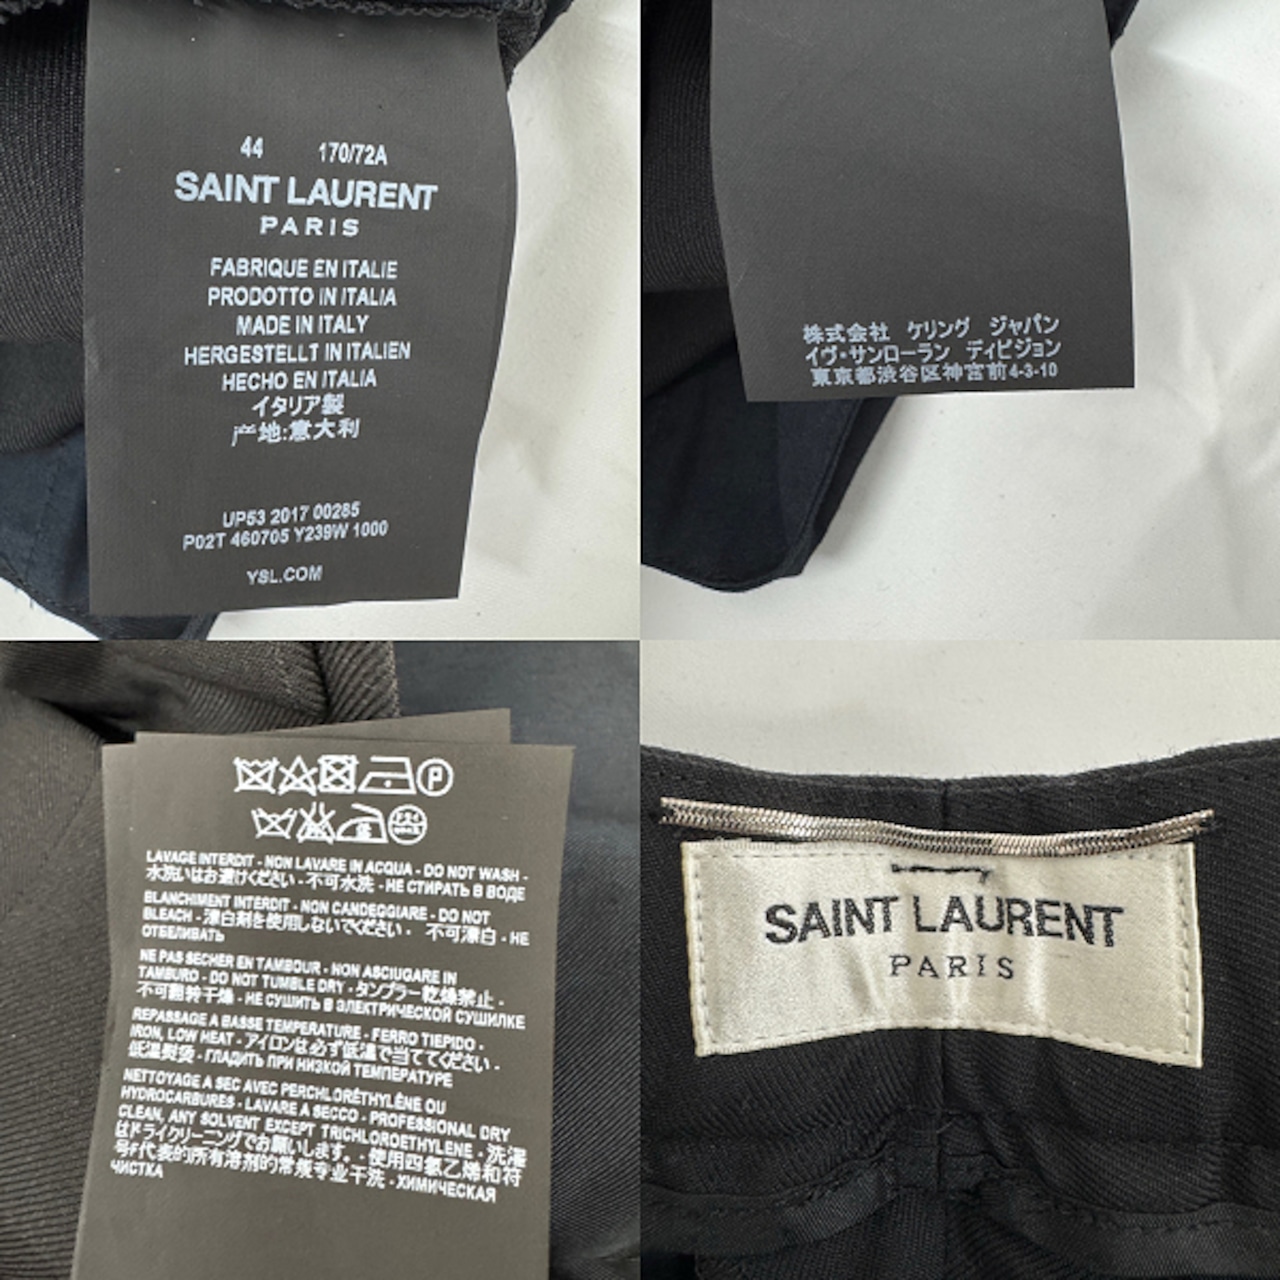 44 170/72A
SAINT LAURENT
PARIS
FABRIQUE EN ITALIE
PRODOTTO IN ITALIA
MADE IN ITALY
HERGESTELLT IN ITALIEN
HECHO EN ITALIA
イタリア製
产地:意大利
UP53 2017 00285
P02T 460705 Y239W 1000
YSL.COM
株式会社 ケリング ジャパン
イヴ・サンローラン ディビジョン
東京都渋谷区神宮前4-3-10
P
LAVAGE INTERDIT - NON LAVARE IN ACQUA - DO NOT WASH -
水洗いはお避けください - 不可水洗 - НЕ СТИРАТЬ В ВОДЕ
BLANCHIMENT INTERDIT - NON CANDEGGIARE - DO NOT
BLEACH - 漂白剤を使用しないでください - 不可漂白 - НЕ
ОТБЕЛИВАТЬ
NE PAS SECHER EN TAMBOUR - NON ASCIUGARE IN
TAMBURO - DO NOT TUMBLE DRY - タンブラー乾燥禁止 -
不可翻转干燥 - НЕ СУШИТЬ В ЭЛЕКТРИЧЕСКОЙ СУШИЛКЕ
REPASSAGE A BASSE TEMPERATURE - FERRO TIEPIDO -
IRON, LOW HEAT - アイロンは必ず低温で当ててください -
低温熨烫 - ГЛАДИТЬ ПРИ НИЗКОЙ ТЕМПЕРАТУРЕ
NETTOYAGE A SEC AVEC PERCHLORÉTHYLÈNE OU
HYDROCARBURES - LAVARE A SECCO - PROFESSIONAL DRY
CLEAN, ANY SOLVENT EXCEPT TRICHLOROETHYLENE - 洗濯
はドライクリーニングでお願いします。 - 使用四氯乙烯和符
号F代表的所有溶剂的常规专业干洗 - ХИМИЧЕСКАЯ
ЧИСТКА
SAINT LAURENT
PARIS